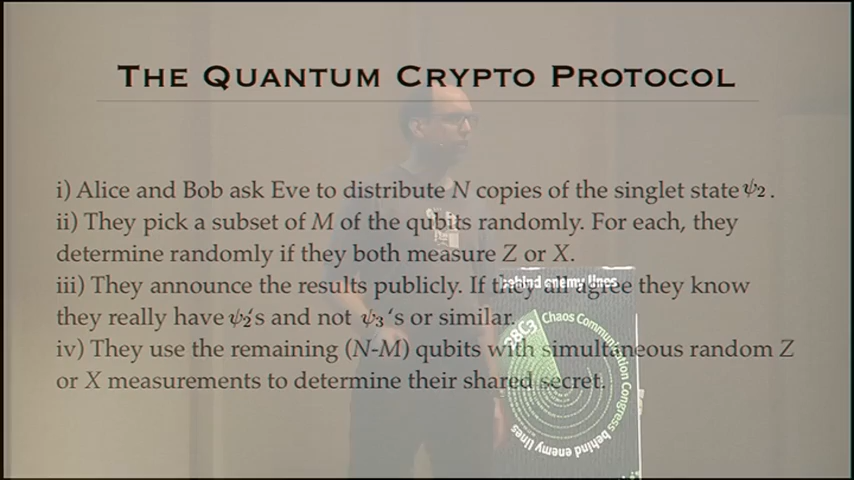 THE QUANTUM CRYPTO PROTOCOL
i) Alice and Bob ask Eve to distribute N copies of the singlet state ψ₂.
ii) They pick a subset of M of the qubits randomly. For each, they
determine randomly if they both measure Z or X.
iii) They announce the results publicly. If they all agree they know
they really have ψ₂'s and not ψ₃'s or similar.
iv) They use the remaining (N-M) qubits with simultaneous random Z
or X measurements to determine their shared secret.
behind enemy lines
28C3
Chaos Communication Congress
behind enemy lines